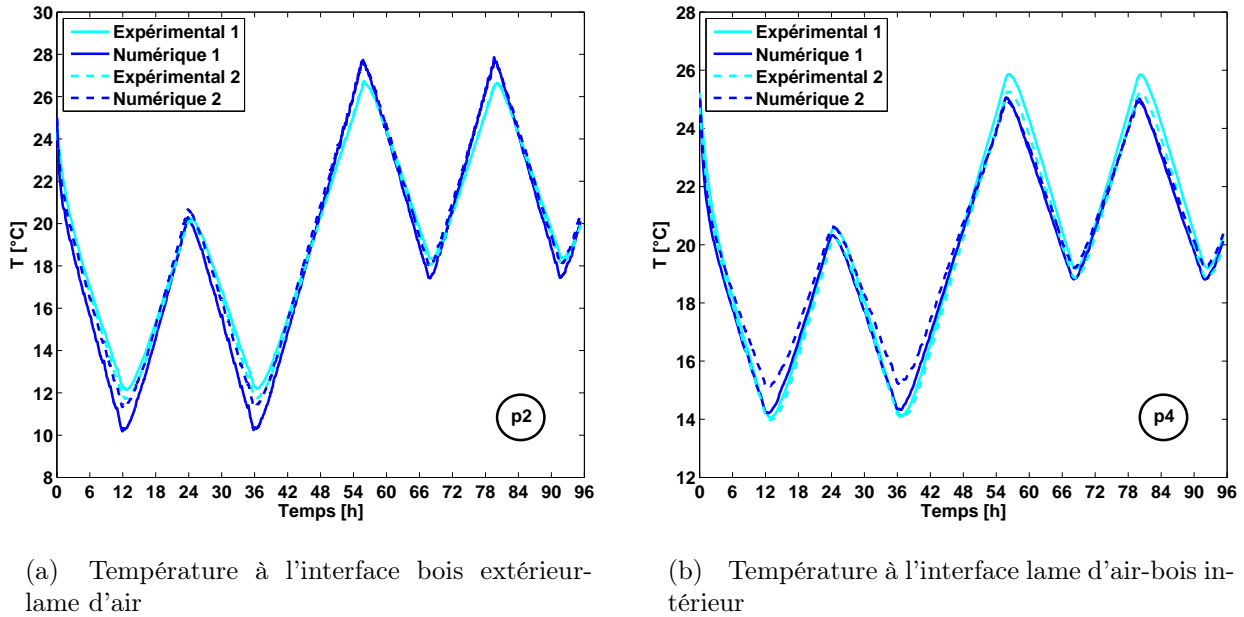 30
28
26
24
22
20
18
16
14
12
10
8
T [°C]
Expérimental 1
Numérique 1
Expérimental 2
Numérique 2
p2
0 6 12 18 24 30 36 42 48 54 60 66 72 78 84 90 96
Temps [h]
(a) Température à l'interface bois extérieur-
lame d'air
28
26
24
22
20
18
16
14
12
T [°C]
Expérimental 1
Numérique 1
Expérimental 2
Numérique 2
p4
0 6 12 18 24 30 36 42 48 54 60 66 72 78 84 90 96
Temps [h]
(b) Température à l'interface lame d'air-bois in-
térieur